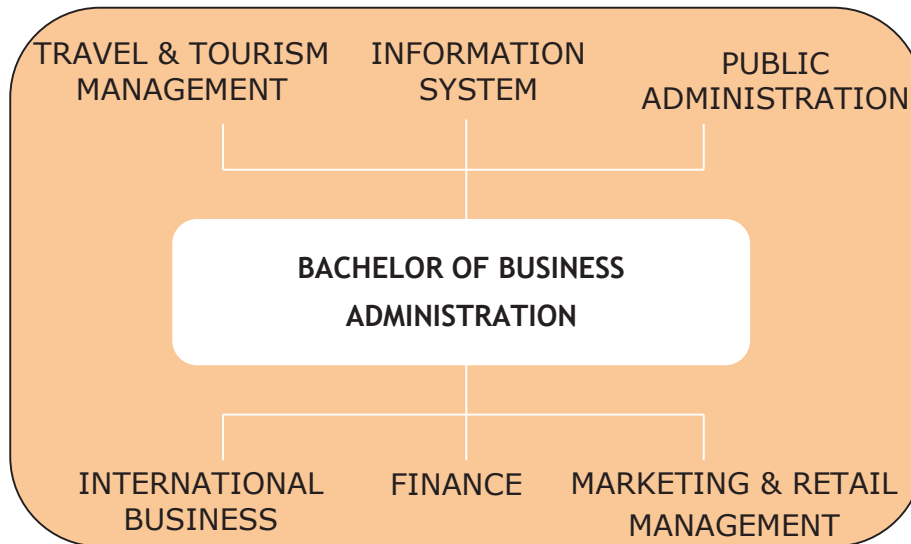 TRAVEL & TOURISM
MANAGEMENT
INFORMATION
SYSTEM
PUBLIC
ADMINISTRATION
BACHELOR OF BUSINESS
ADMINISTRATION
INTERNATIONAL
BUSINESS
FINANCE
MARKETING & RETAIL
MANAGEMENT